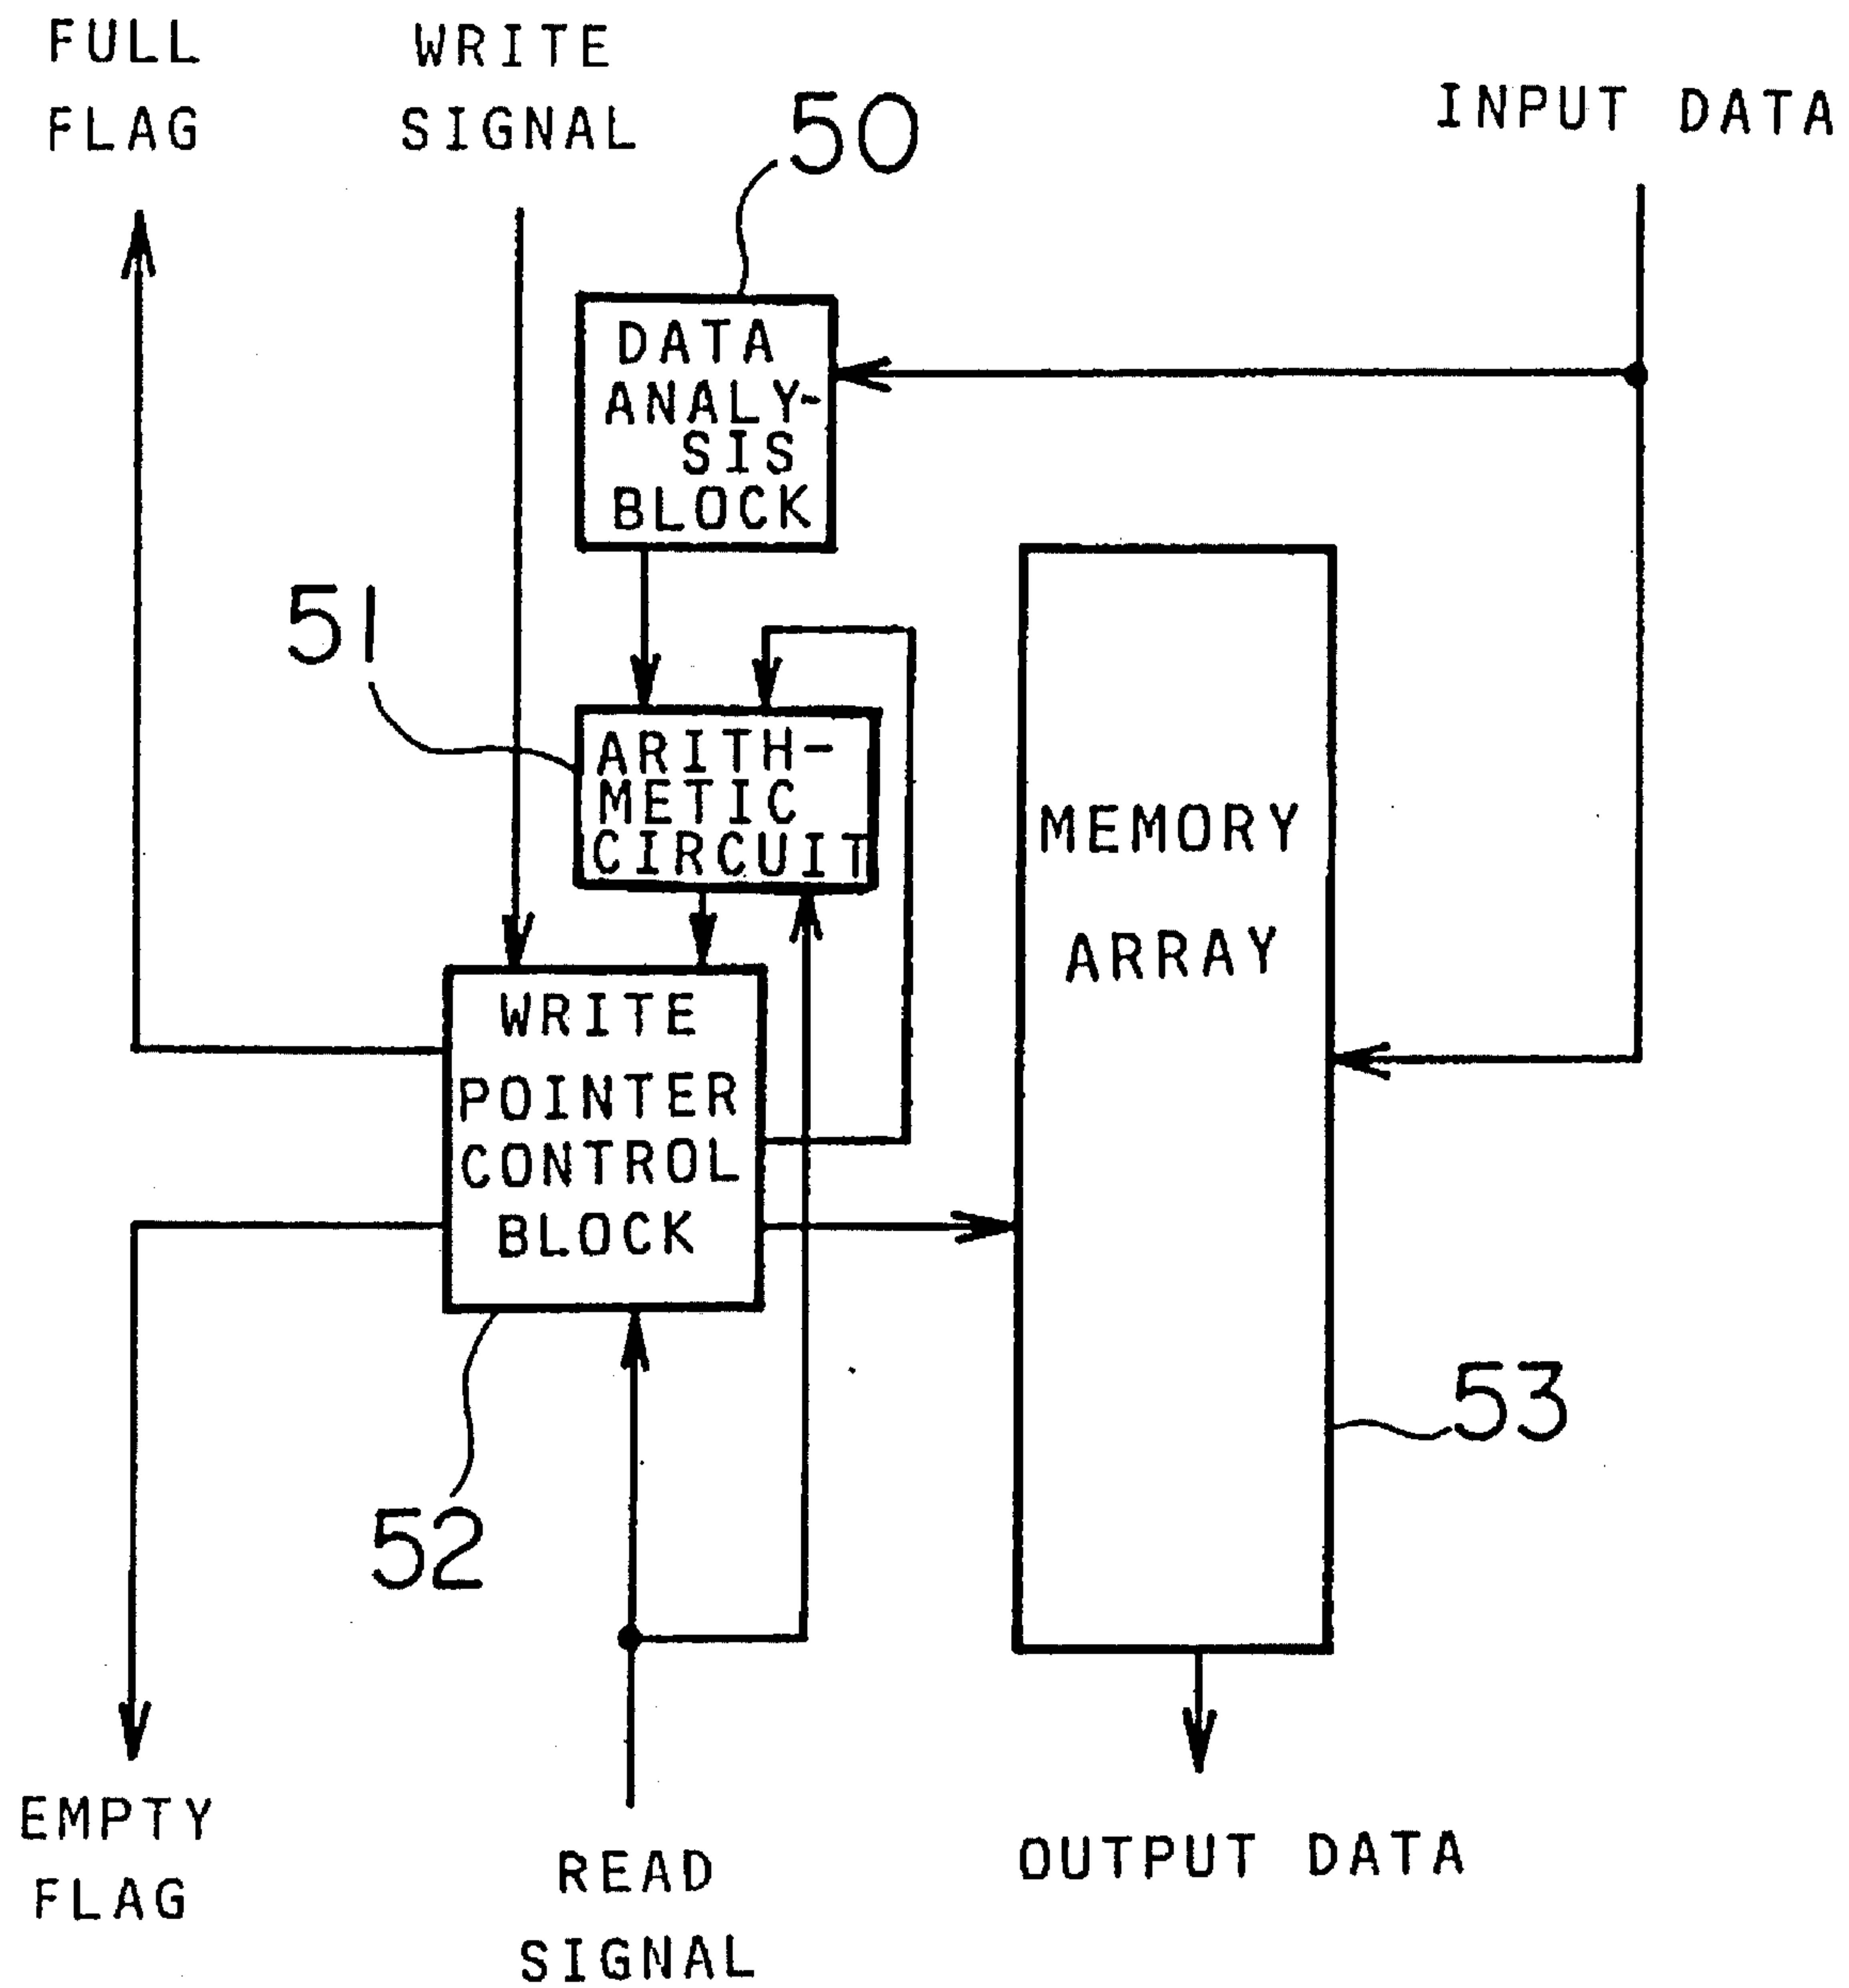 FULL
FLAG
WRITE
SIGNAL
50
INPUT DATA
DATA
ANALY-
SIS
BLOCK
51
ARITH-
METIC
CIRCUIT
MEMORY
ARRAY
WRITE
POINTER
CONTROL
BLOCK
53
52
EMPTY
FLAG
READ
SIGNAL
OUTPUT DATA